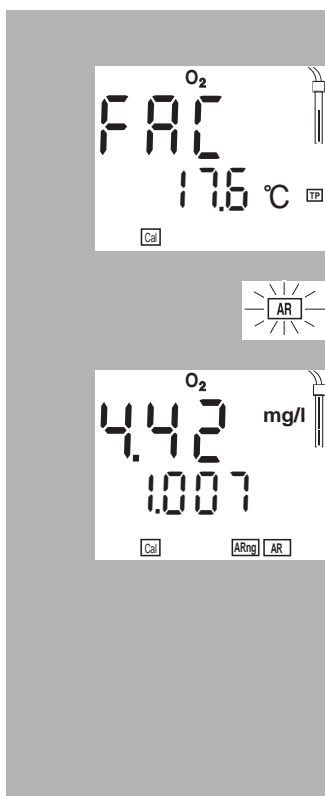 O₂
FAC
17.6 °C TP
Cal
AR
O₂
4.42 mg/l
1.007
Cal ARng AR